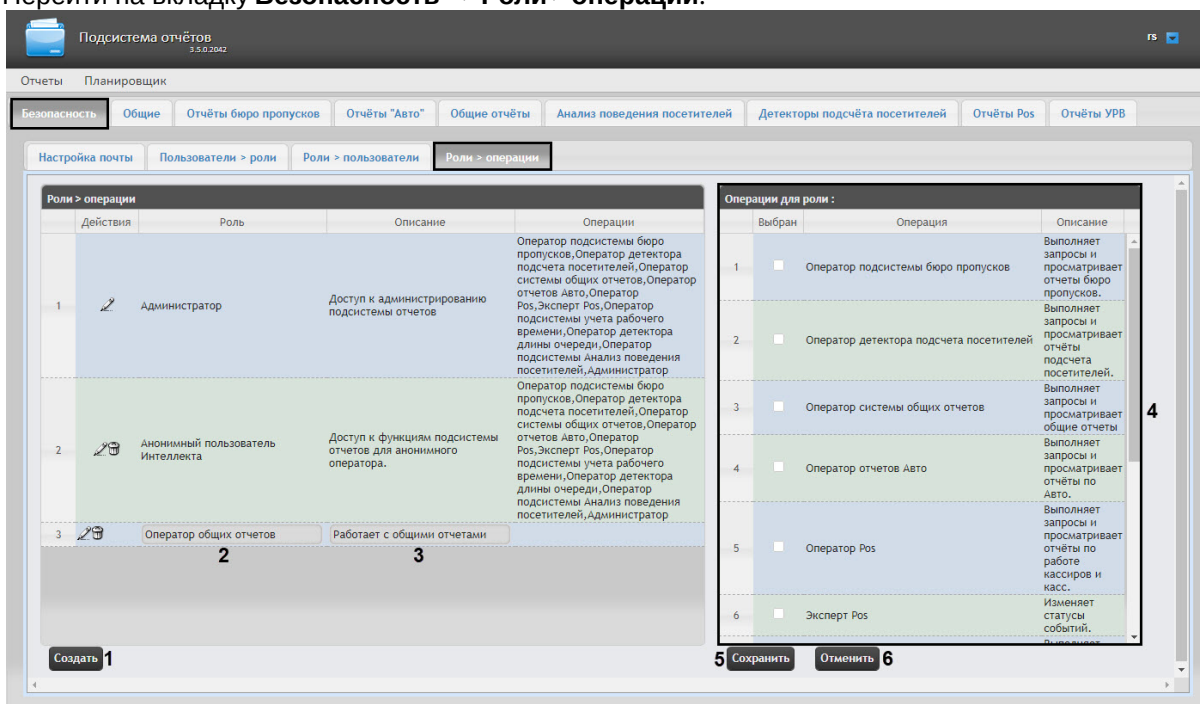 Перейти на вкладку Безопасность -> Роли> операции.
Подсистема отчётов
3.5.0.2042
rs
Отчеты Планировщик
Безопасность Общие Отчёты бюро пропусков Отчёты "Авто" Общие отчёты Анализ поведения посетителей Детекторы подсчёта посетителей Отчёты Pos Отчёты УРВ
Настройка почты Пользователи > роли Роли > пользователи Роли > операции
Роли > операции
Действия Роль Описание Операции
1 Администратор
Доступ к администрированию
подсистемы отчетов
Оператор подсистемы бюро
пропусков,Оператор детектора
подсчета посетителей,Оператор
системы общих отчетов,Оператор
отчетов Авто,Оператор
Pos,Эксперт Pos,Оператор
подсистемы учета рабочего
времени,Оператор детектора
длины очереди,Оператор
подсистемы Анализ поведения
посетителей,Администратор
2 Анонимный пользователь
Интеллекта
Доступ к функциям подсистемы
отчетов для анонимного
оператора.
Оператор подсистемы бюро
пропусков,Оператор детектора
подсчета посетителей,Оператор
системы общих отчетов,Оператор
отчетов Авто,Оператор
Pos,Эксперт Pos,Оператор
подсистемы учета рабочего
времени,Оператор детектора
длины очереди,Оператор
подсистемы Анализ поведения
посетителей,Администратор
3 Оператор общих отчетов Работает с общими отчетами
2 3
Создать 1
Операции для роли :
Выбран Операция Описание
1 Оператор подсистемы бюро пропусков
Выполняет
запросы и
просматривает
отчеты бюро
пропусков.
2 Оператор детектора подсчета посетителей
Выполняет
запросы и
просматривает
отчёты
подсчета
посетителей.
3 Оператор системы общих отчетов
Выполняет
запросы и
просматривает
общие отчеты
4
4 Оператор отчетов Авто
Выполняет
запросы и
просматривает
отчёты по
Авто.
5 Оператор Pos
Выполняет
запросы и
просматривает
отчёты по
работе
кассиров и
касс.
6 Эксперт Pos
Изменяет
статусы
событий.
Выполняет
5 Сохранить Отменить 6